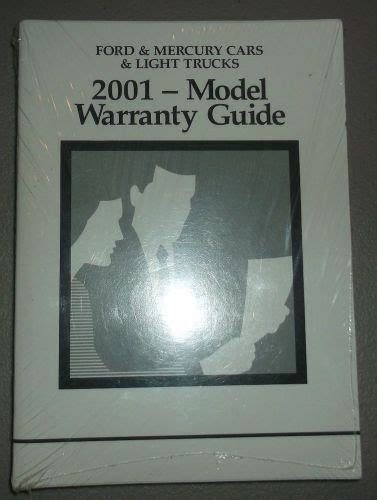 FORD & MERCURY CARS
& LIGHT TRUCKS
2001 – Model
Warranty Guide